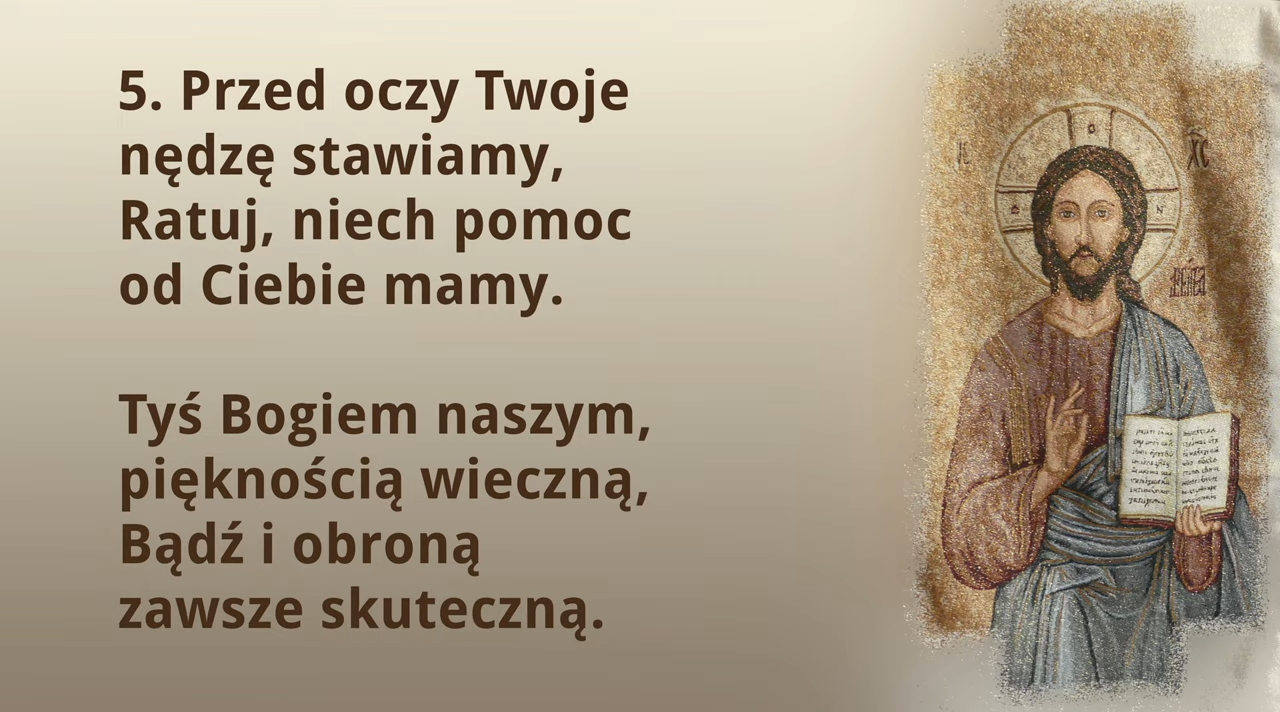 5. Przed oczy Twoje
nędzę stawiamy,
Ratuj, niech pomoc
od Ciebie mamy.
Tyś Bogiem naszym,
pięknością wieczną,
Bądź i obroną
zawsze skuteczną.